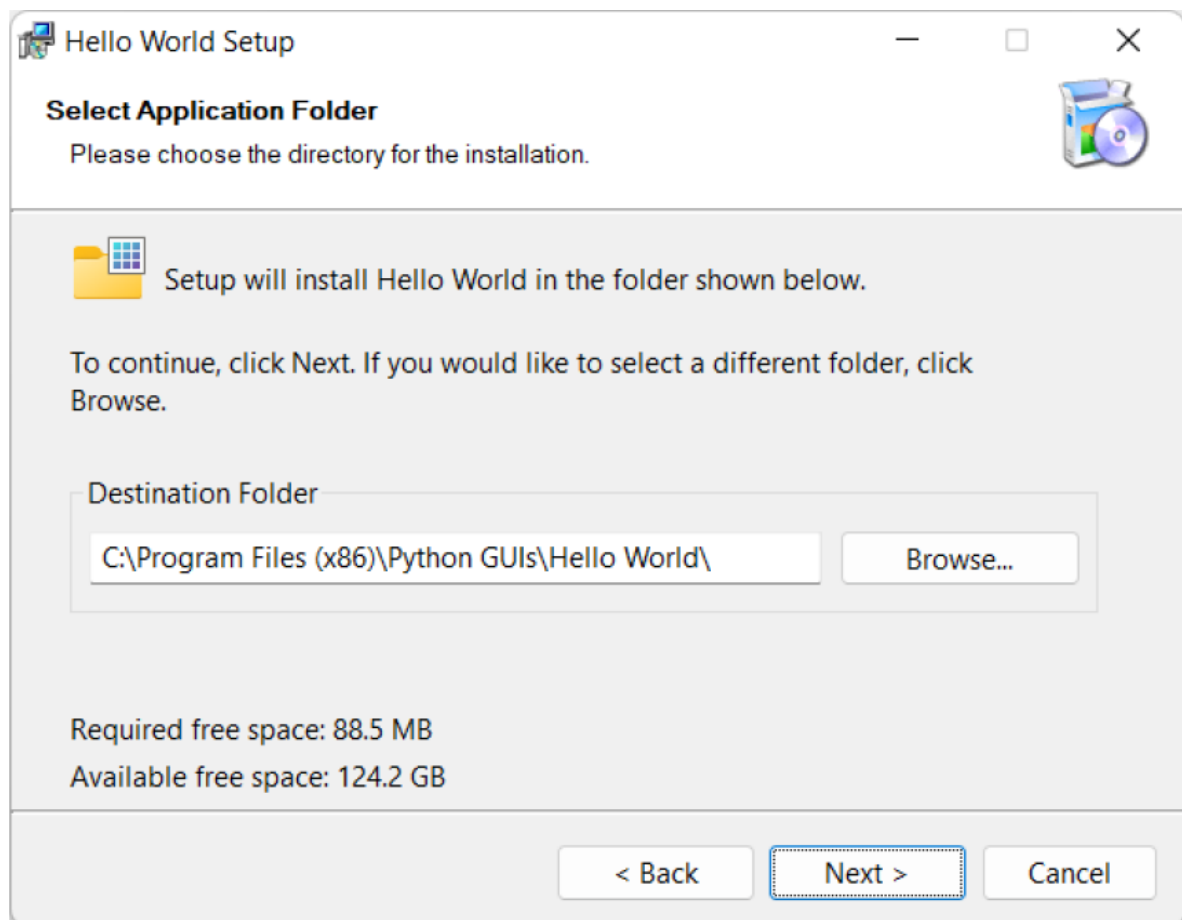 Hello World Setup
Select Application Folder
Please choose the directory for the installation.
Setup will install Hello World in the folder shown below.
To continue, click Next. If you would like to select a different folder, click
Browse.
Destination Folder
C:\Program Files (x86)\Python GUIs\Hello World\
Browse...
Required free space: 88.5 MB
Available free space: 124.2 GB
< Back
Next >
Cancel